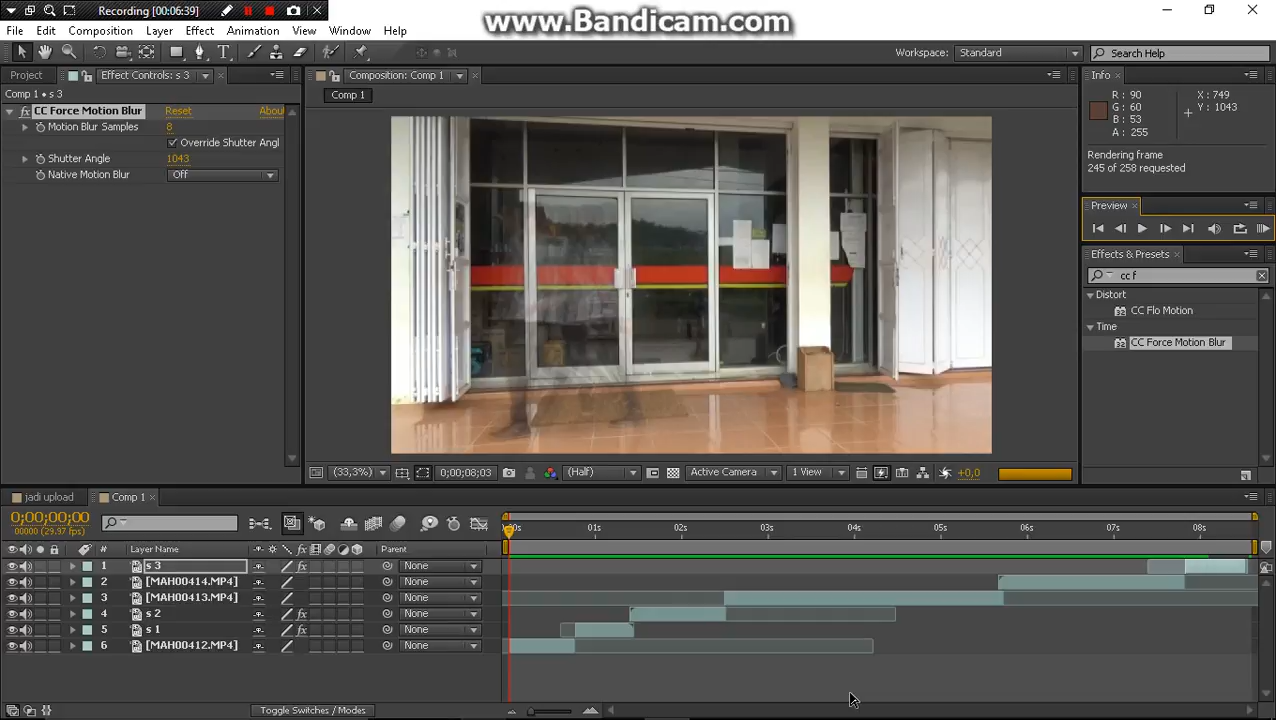 Recording [00:06:39]
www.Bandicam.com
File Edit Composition Layer Effect Animation View Window Help
Workspace: Standard
Search Help
Project
Effect Controls: s 3
Composition: Comp 1
Info
Comp 1 • s 3
Comp 1
R: 90
G: 60
B: 53
A: 255
X: 749
Y: 1043
fx CC Force Motion Blur Reset About
Motion Blur Samples 8
Override Shutter Angl
Shutter Angle 1043
Native Motion Blur Off
Rendering frame
245 of 258 requested
Preview
Effects & Presets
cc f
Distort
CC Flo Motion
Time
CC Force Motion Blur
(33,3%) 0;00;08;03 (Half) Active Camera 1 View +0,0
jadi upload
Comp 1
0;00;00;00
00000 (29.97 fps)
00s 01s 02s 03s 04s 05s 06s 07s 08s
# Layer Name fx Parent
1 s 3 fx None
2 [MAH00414.MP4] None
3 [MAH00413.MP4] None
4 s 2 fx None
5 s 1 fx None
6 [MAH00412.MP4] None
Toggle Switches / Modes